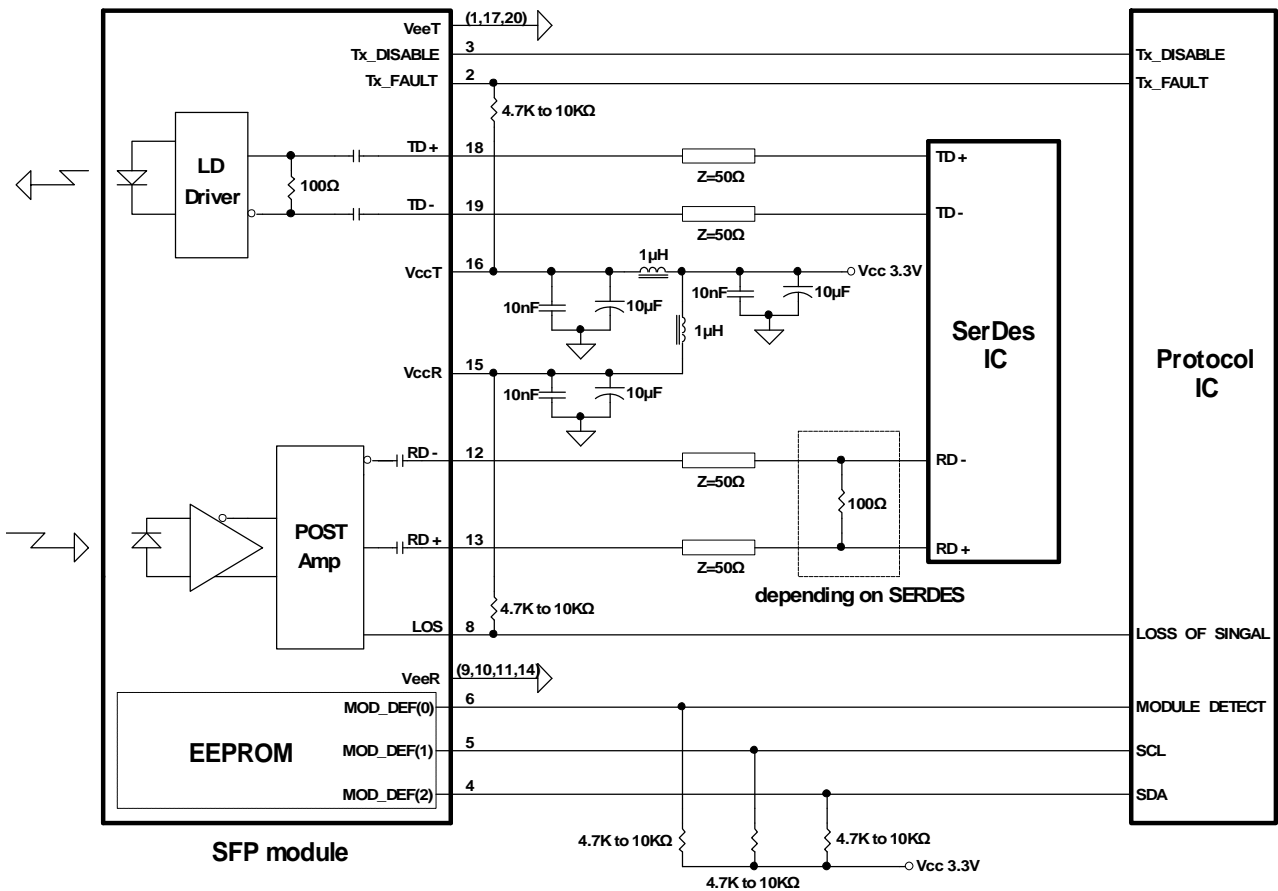 VeeT (1,17,20)
Tx_DISABLE 3 Tx_DISABLE
Tx_FAULT 2 Tx_FAULT
4.7K to 10KΩ
LD
Driver
100Ω
TD+ 18 TD+
Z=50Ω
TD- 19 TD-
Z=50Ω
1µH
VccT 16 Vcc 3.3V
10nF 10µF 10nF 10µF
1µH
SerDes
IC
Protocol
IC
VccR 15
10nF 10µF
RD- 12 RD-
Z=50Ω
100Ω
POST
Amp
RD+ 13 RD+
Z=50Ω
depending on SERDES
4.7K to 10KΩ
LOS 8 LOSS OF SINGAL
VeeR (9,10,11,14)
MOD_DEF(0) 6 MODULE DETECT
EEPROM
MOD_DEF(1) 5 SCL
MOD_DEF(2) 4 SDA
4.7K to 10KΩ 4.7K to 10KΩ
SFP module
Vcc 3.3V
4.7K to 10KΩ